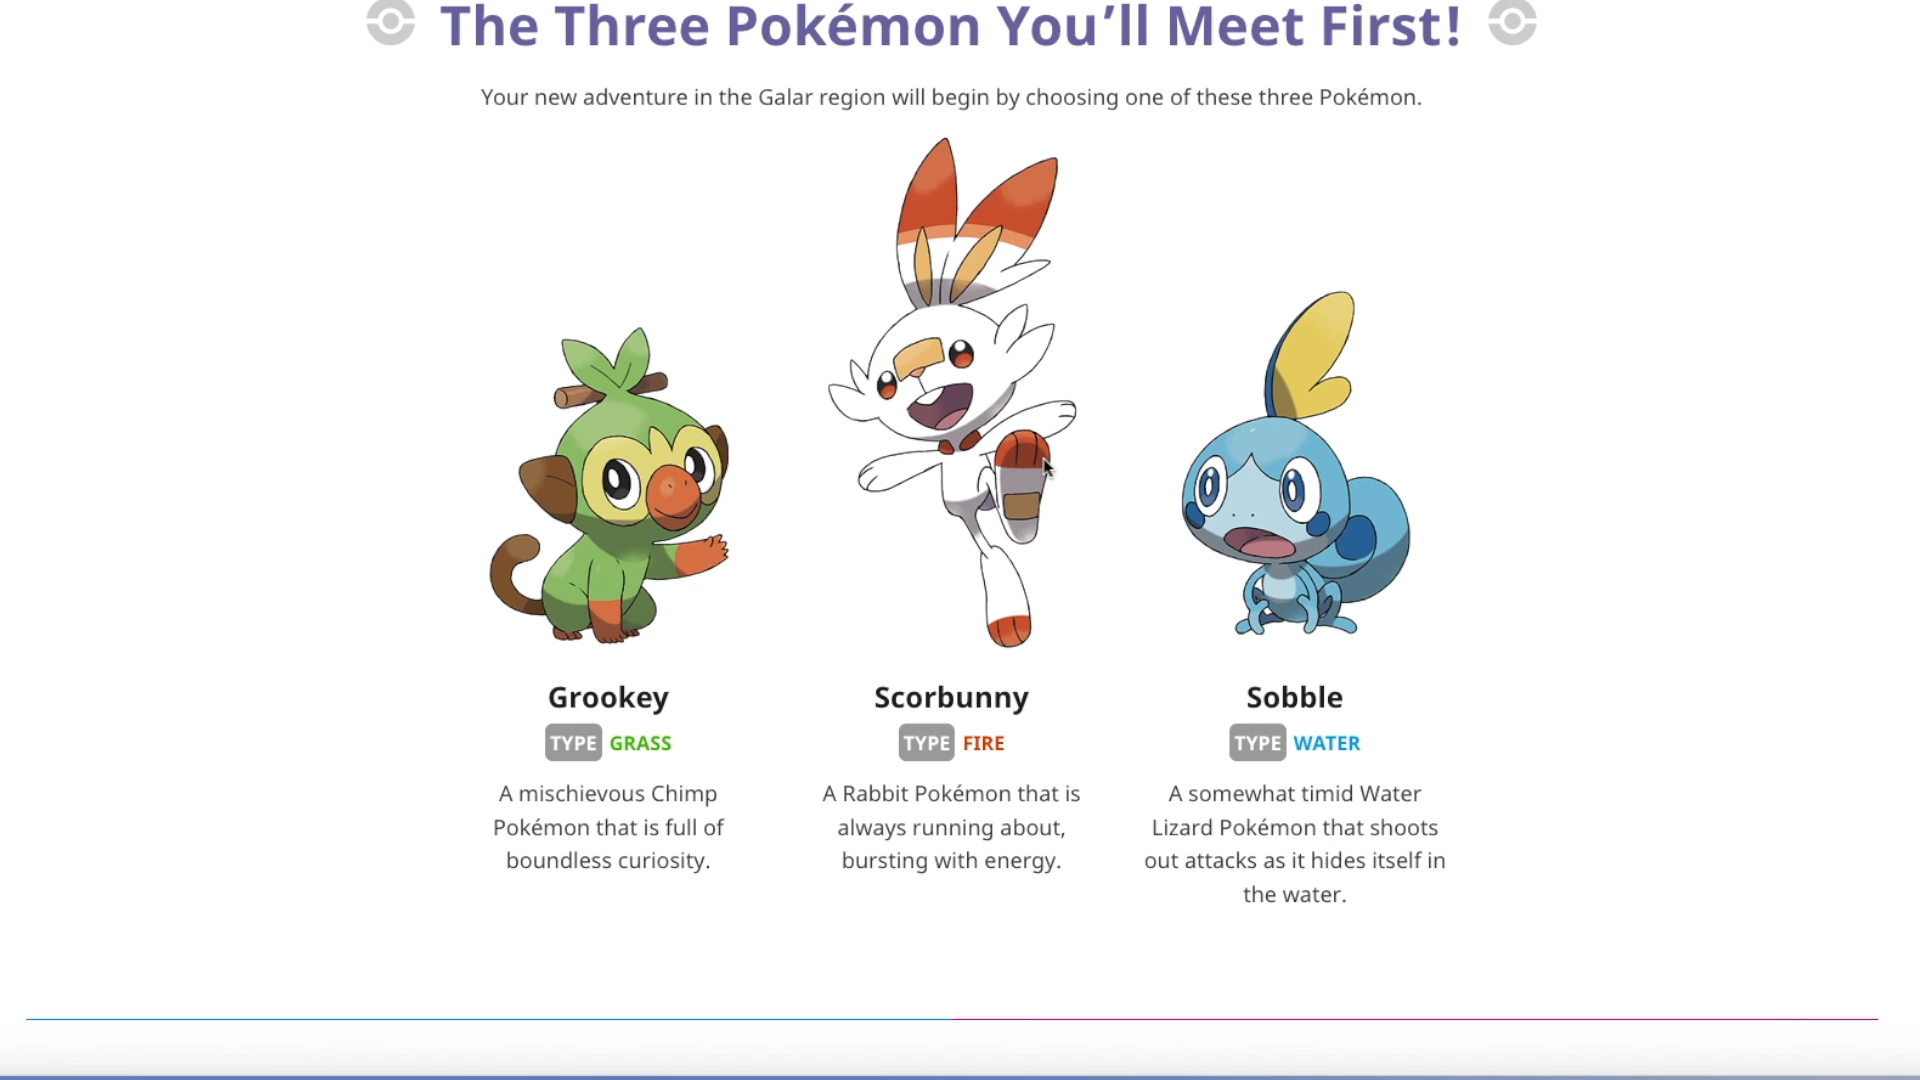 The Three Pokémon You’ll Meet First!
Your new adventure in the Galar region will begin by choosing one of these three Pokémon.
Grookey
TYPE GRASS
A mischievous Chimp
Pokémon that is full of
boundless curiosity.
Scorbunny
TYPE FIRE
A Rabbit Pokémon that is
always running about,
bursting with energy.
Sobble
TYPE WATER
A somewhat timid Water
Lizard Pokémon that shoots
out attacks as it hides itself in
the water.